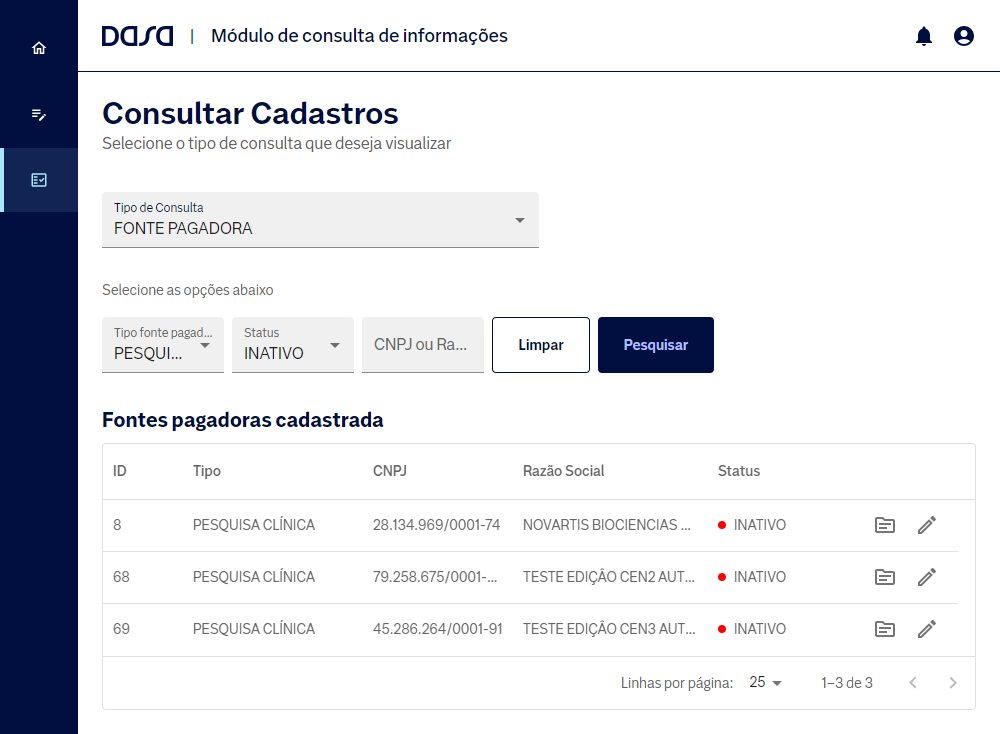 DASA | Módulo de consulta de informações
Consultar Cadastros
Selecione o tipo de consulta que deseja visualizar
Tipo de Consulta
FONTE PAGADORA
Selecione as opções abaixo
Tipo fonte pagad... Status
PESQUI... INATIVO CNPJ ou Ra... Limpar Pesquisar
Fontes pagadoras cadastrada
ID Tipo CNPJ Razão Social Status
8 PESQUISA CLÍNICA 28.134.969/0001-74 NOVARTIS BIOCIENCIAS ... INATIVO
68 PESQUISA CLÍNICA 79.258.675/0001-... TESTE EDIÇÂO CEN2 AUT... INATIVO
69 PESQUISA CLÍNICA 45.286.264/0001-91 TESTE EDIÇÂO CEN3 AUT... INATIVO
Linhas por página: 25 1–3 de 3